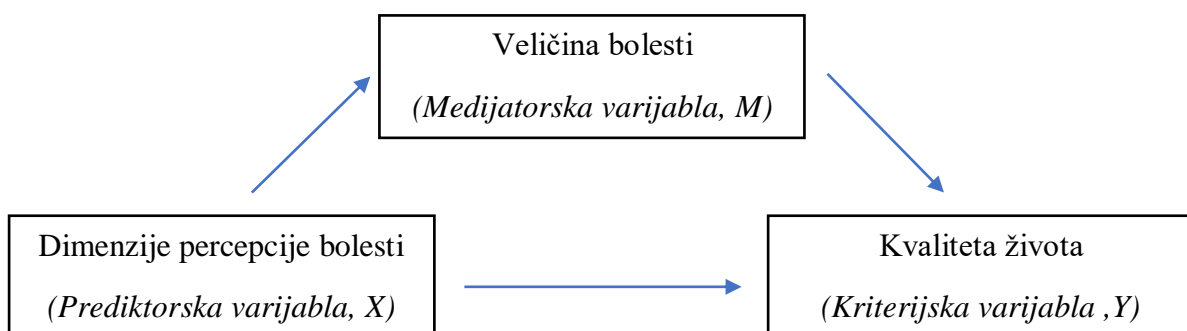 Veličina bolesti
(Medijatorska varijabla, M)
Dimenzije percepcije bolesti
(Prediktorska varijabla, X)
Kvaliteta života
(Kriterijska varijabla ,Y)